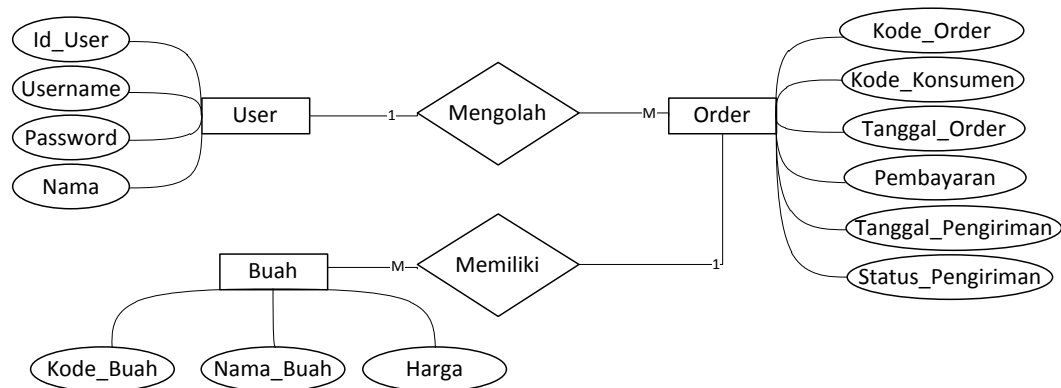 Id_User
Username
Password
Nama
User
1
Mengolah
M
Order
Kode_Order
Kode_Konsumen
Tanggal_Order
Pembayaran
Tanggal_Pengiriman
Status_Pengiriman
Buah
M
Memiliki
1
Kode_Buah
Nama_Buah
Harga